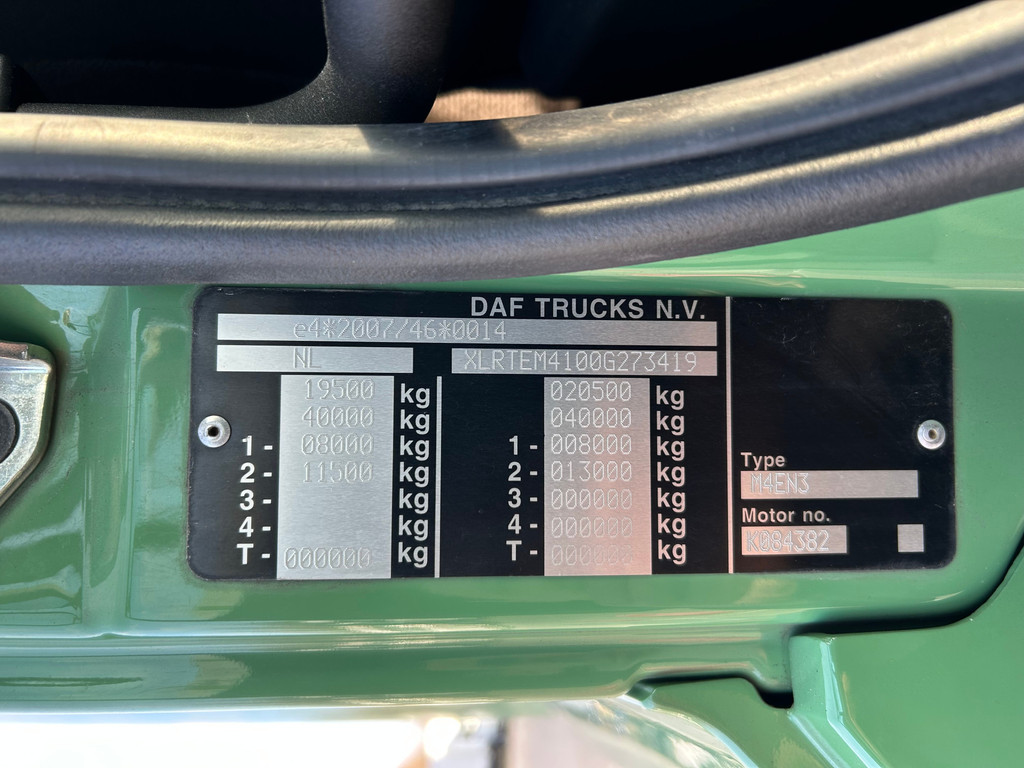 DAF TRUCKS N.V.
e4*2007/46*0014
NL XLRTEM4100G273419
19500 kg 020500 kg
40000 kg 040000 kg
1- 08000 kg 1- 008000 kg
2- 11500 kg 2- 013000 kg
3- kg 3- 000000 kg
4- kg 4- 000000 kg
T- 000000 kg T- 000000 kg
Type
M4EN3
Motor no.
K084382